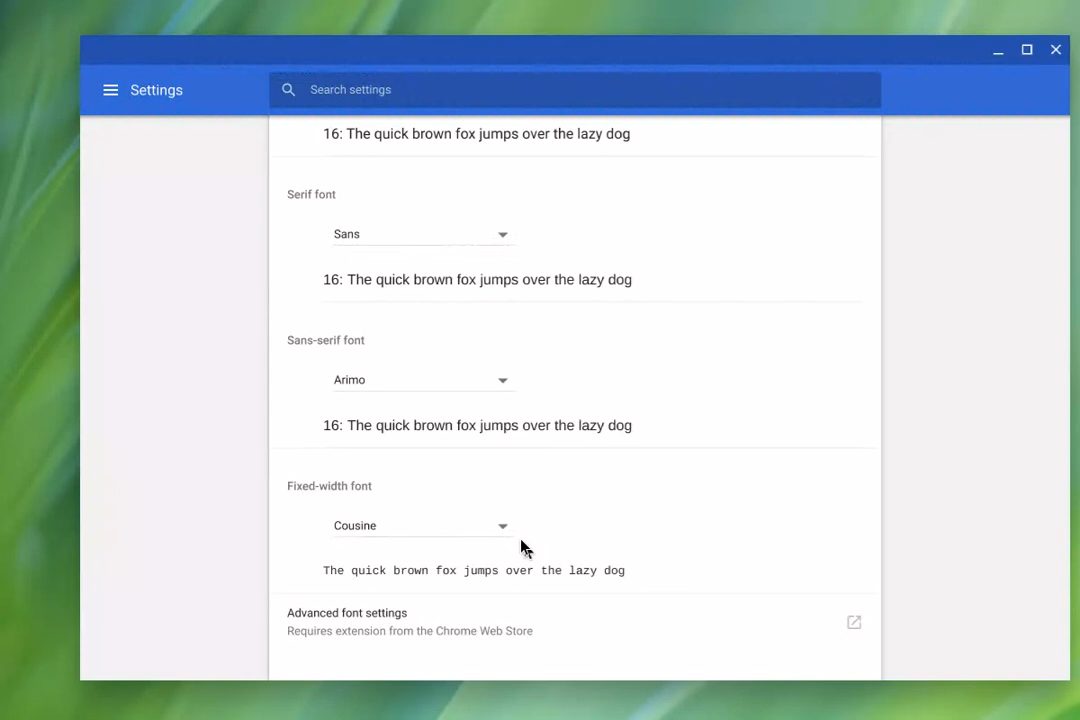 Settings
Search settings
16: The quick brown fox jumps over the lazy dog
Serif font
Sans
16: The quick brown fox jumps over the lazy dog
Sans-serif font
Arimo
16: The quick brown fox jumps over the lazy dog
Fixed-width font
Cousine
The quick brown fox jumps over the lazy dog
Advanced font settings
Requires extension from the Chrome Web Store